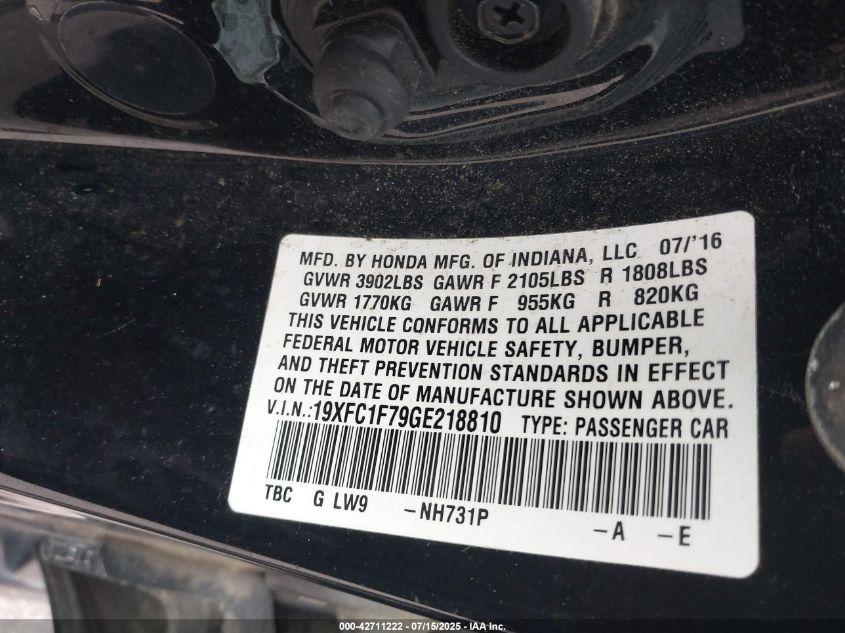 MFD. BY HONDA MFG. OF INDIANA, LLC 07/'16
GVWR 3902LBS GAWR F 2105LBS R 1808LBS
GVWR 1770KG GAWR F 955KG R 820KG
THIS VEHICLE CONFORMS TO ALL APPLICABLE
FEDERAL MOTOR VEHICLE SAFETY, BUMPER,
AND THEFT PREVENTION STANDARDS IN EFFECT
ON THE DATE OF MANUFACTURE SHOWN ABOVE.
V.I.N.:19XFC1F79GE218810 TYPE: PASSENGER CAR
TBC G LW9 -NH731P -A -E
000-42711222 - 07/15/2025 - IAA Inc.